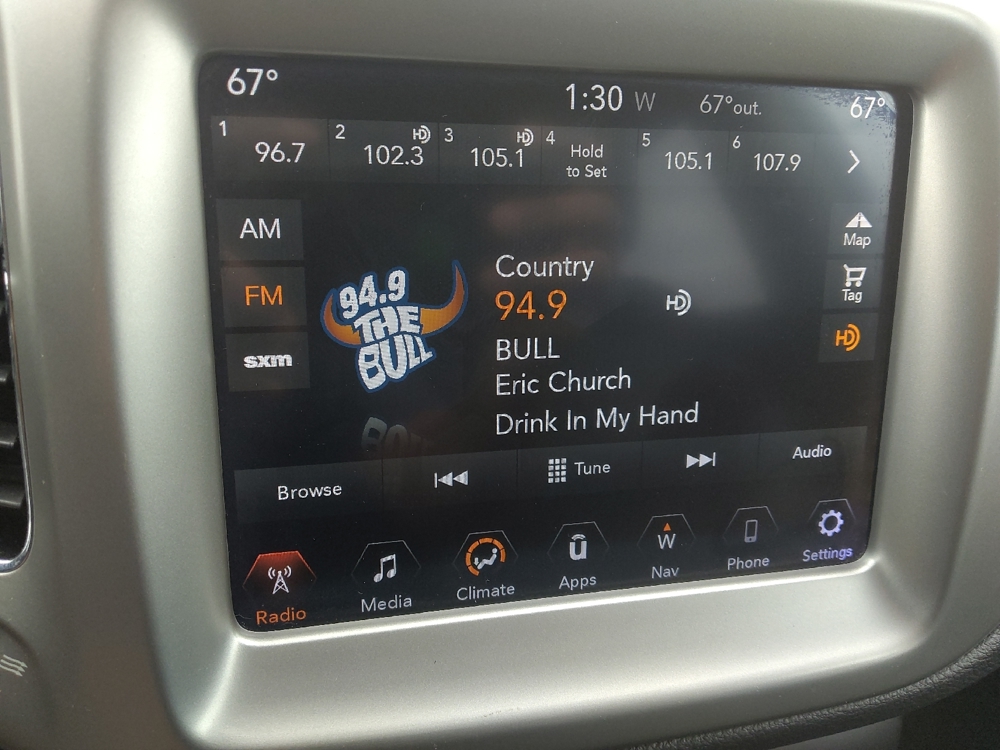 67° 1:30 W 67°out. 67°
1 96.7 2 102.3 HD 3 105.1 HD 4 Hold to Set 5 105.1 6 107.9
AM
FM
sxm
94.9
THE
BULL
Country
94.9 HD
BULL
Eric Church
Drink In My Hand
Map
Tag
HD
Browse Tune Audio
Radio Media Climate Apps W Nav Phone Settings